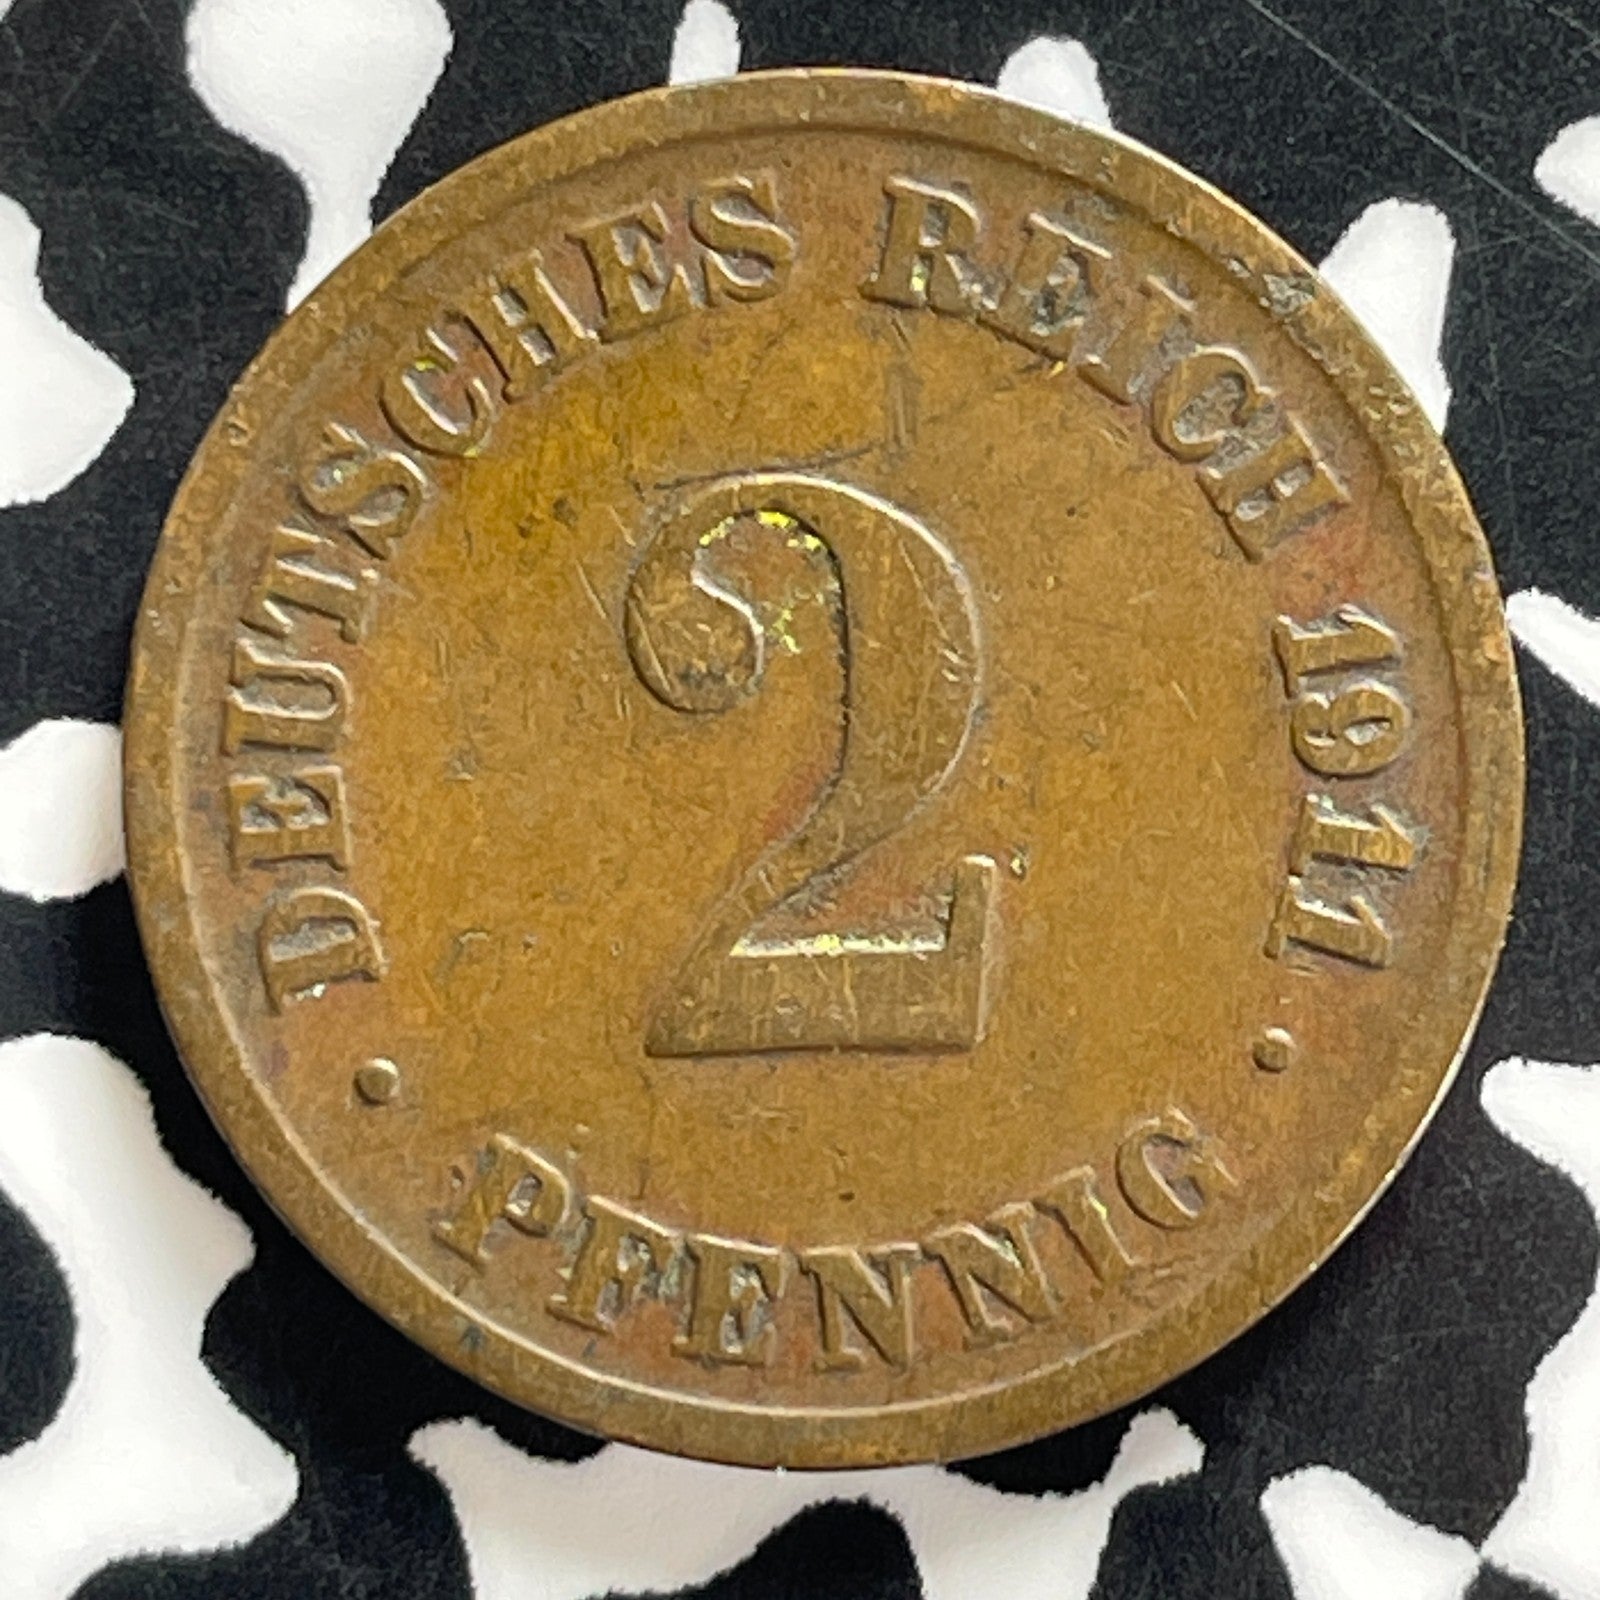 DEUTSCHES REICH 1911
2
· PFENNIG ·